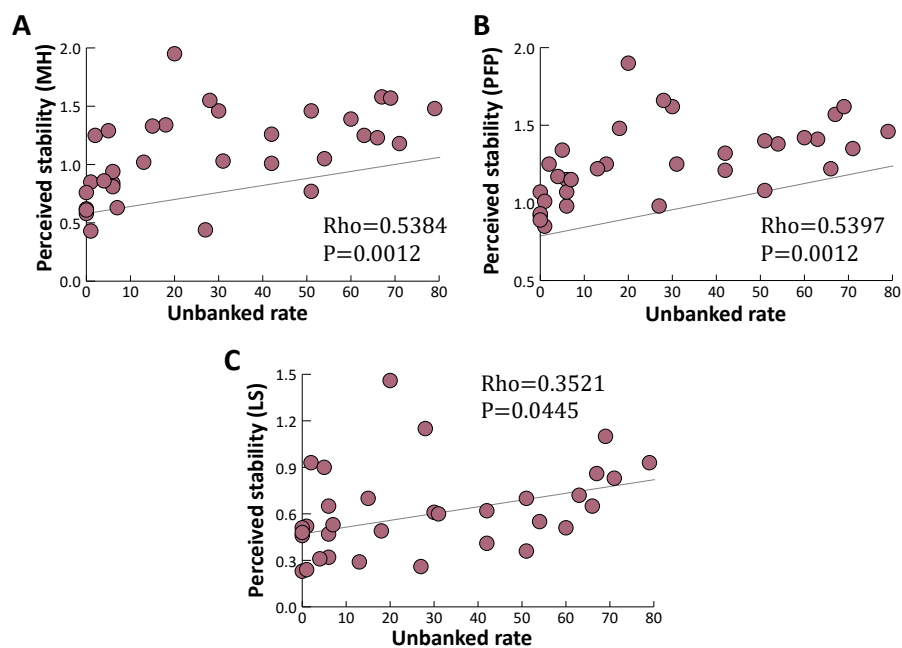 A
Perceived stability (MH)
2.0
1.5
1.0
0.5
0.0
Rho=0.5384
P=0.0012
0 10 20 30 40 50 60 70 80
Unbanked rate
B
Perceived stability (PFP)
2.0
1.5
1.0
0.5
Rho=0.5397
P=0.0012
0 10 20 30 40 50 60 70 80
Unbanked rate
C
Perceived stability (LS)
1.5
1.2
0.9
0.6
0.3
0.0
Rho=0.3521
P=0.0445
0 10 20 30 40 50 60 70 80
Unbanked rate